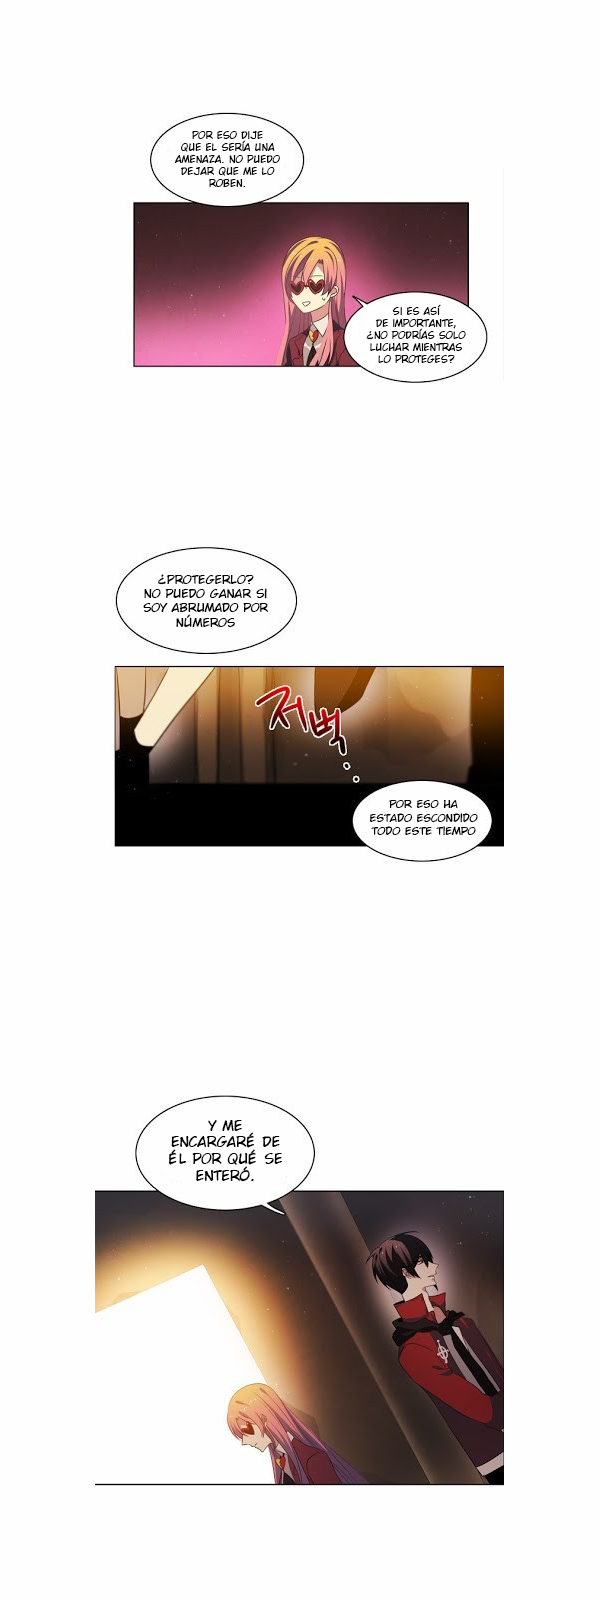 POR ESO DIJE
QUE EL SERÍA UNA
AMENAZA. NO PUEDO
DEJAR QUE ME LO
ROBEN.
SI ES ASÍ
DE IMPORTANTE,
¿NO PODRÍAS SOLO
LUCHAR MIENTRAS
LO PROTEGES?
¿PROTEGERLO?
NO PUEDO GANAR SI
SOY ABRUMADO POR
NÚMEROS
저벅
POR ESO HA
ESTADO ESCONDIDO
TODO ESTE TIEMPO
Y ME
ENCARGARÉ DE
ÉL POR QUÉ SE
ENTERÓ.